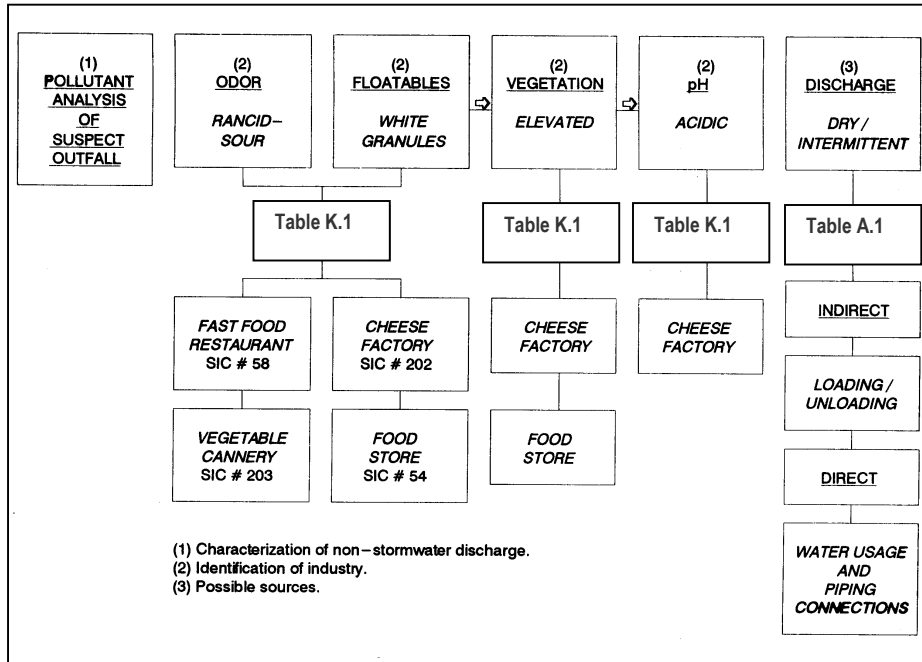 (1)
POLLUTANT
ANALYSIS
OF
SUSPECT
OUTFALL
(2)
ODOR
RANCID–
SOUR
(2)
FLOATABLES
WHITE
GRANULES
(2)
VEGETATION
ELEVATED
(2)
pH
ACIDIC
(3)
DISCHARGE
DRY /
INTERMITTENT
Table K.1
Table K.1
Table K.1
Table A.1
FAST FOOD
RESTAURANT
SIC # 58
CHEESE
FACTORY
SIC # 202
CHEESE
FACTORY
CHEESE
FACTORY
INDIRECT
LOADING /
UNLOADING
VEGETABLE
CANNERY
SIC # 203
FOOD
STORE
SIC # 54
FOOD
STORE
DIRECT
WATER USAGE
AND
PIPING
CONNECTIONS
(1) Characterization of non–stormwater discharge.
(2) Identification of industry.
(3) Possible sources.